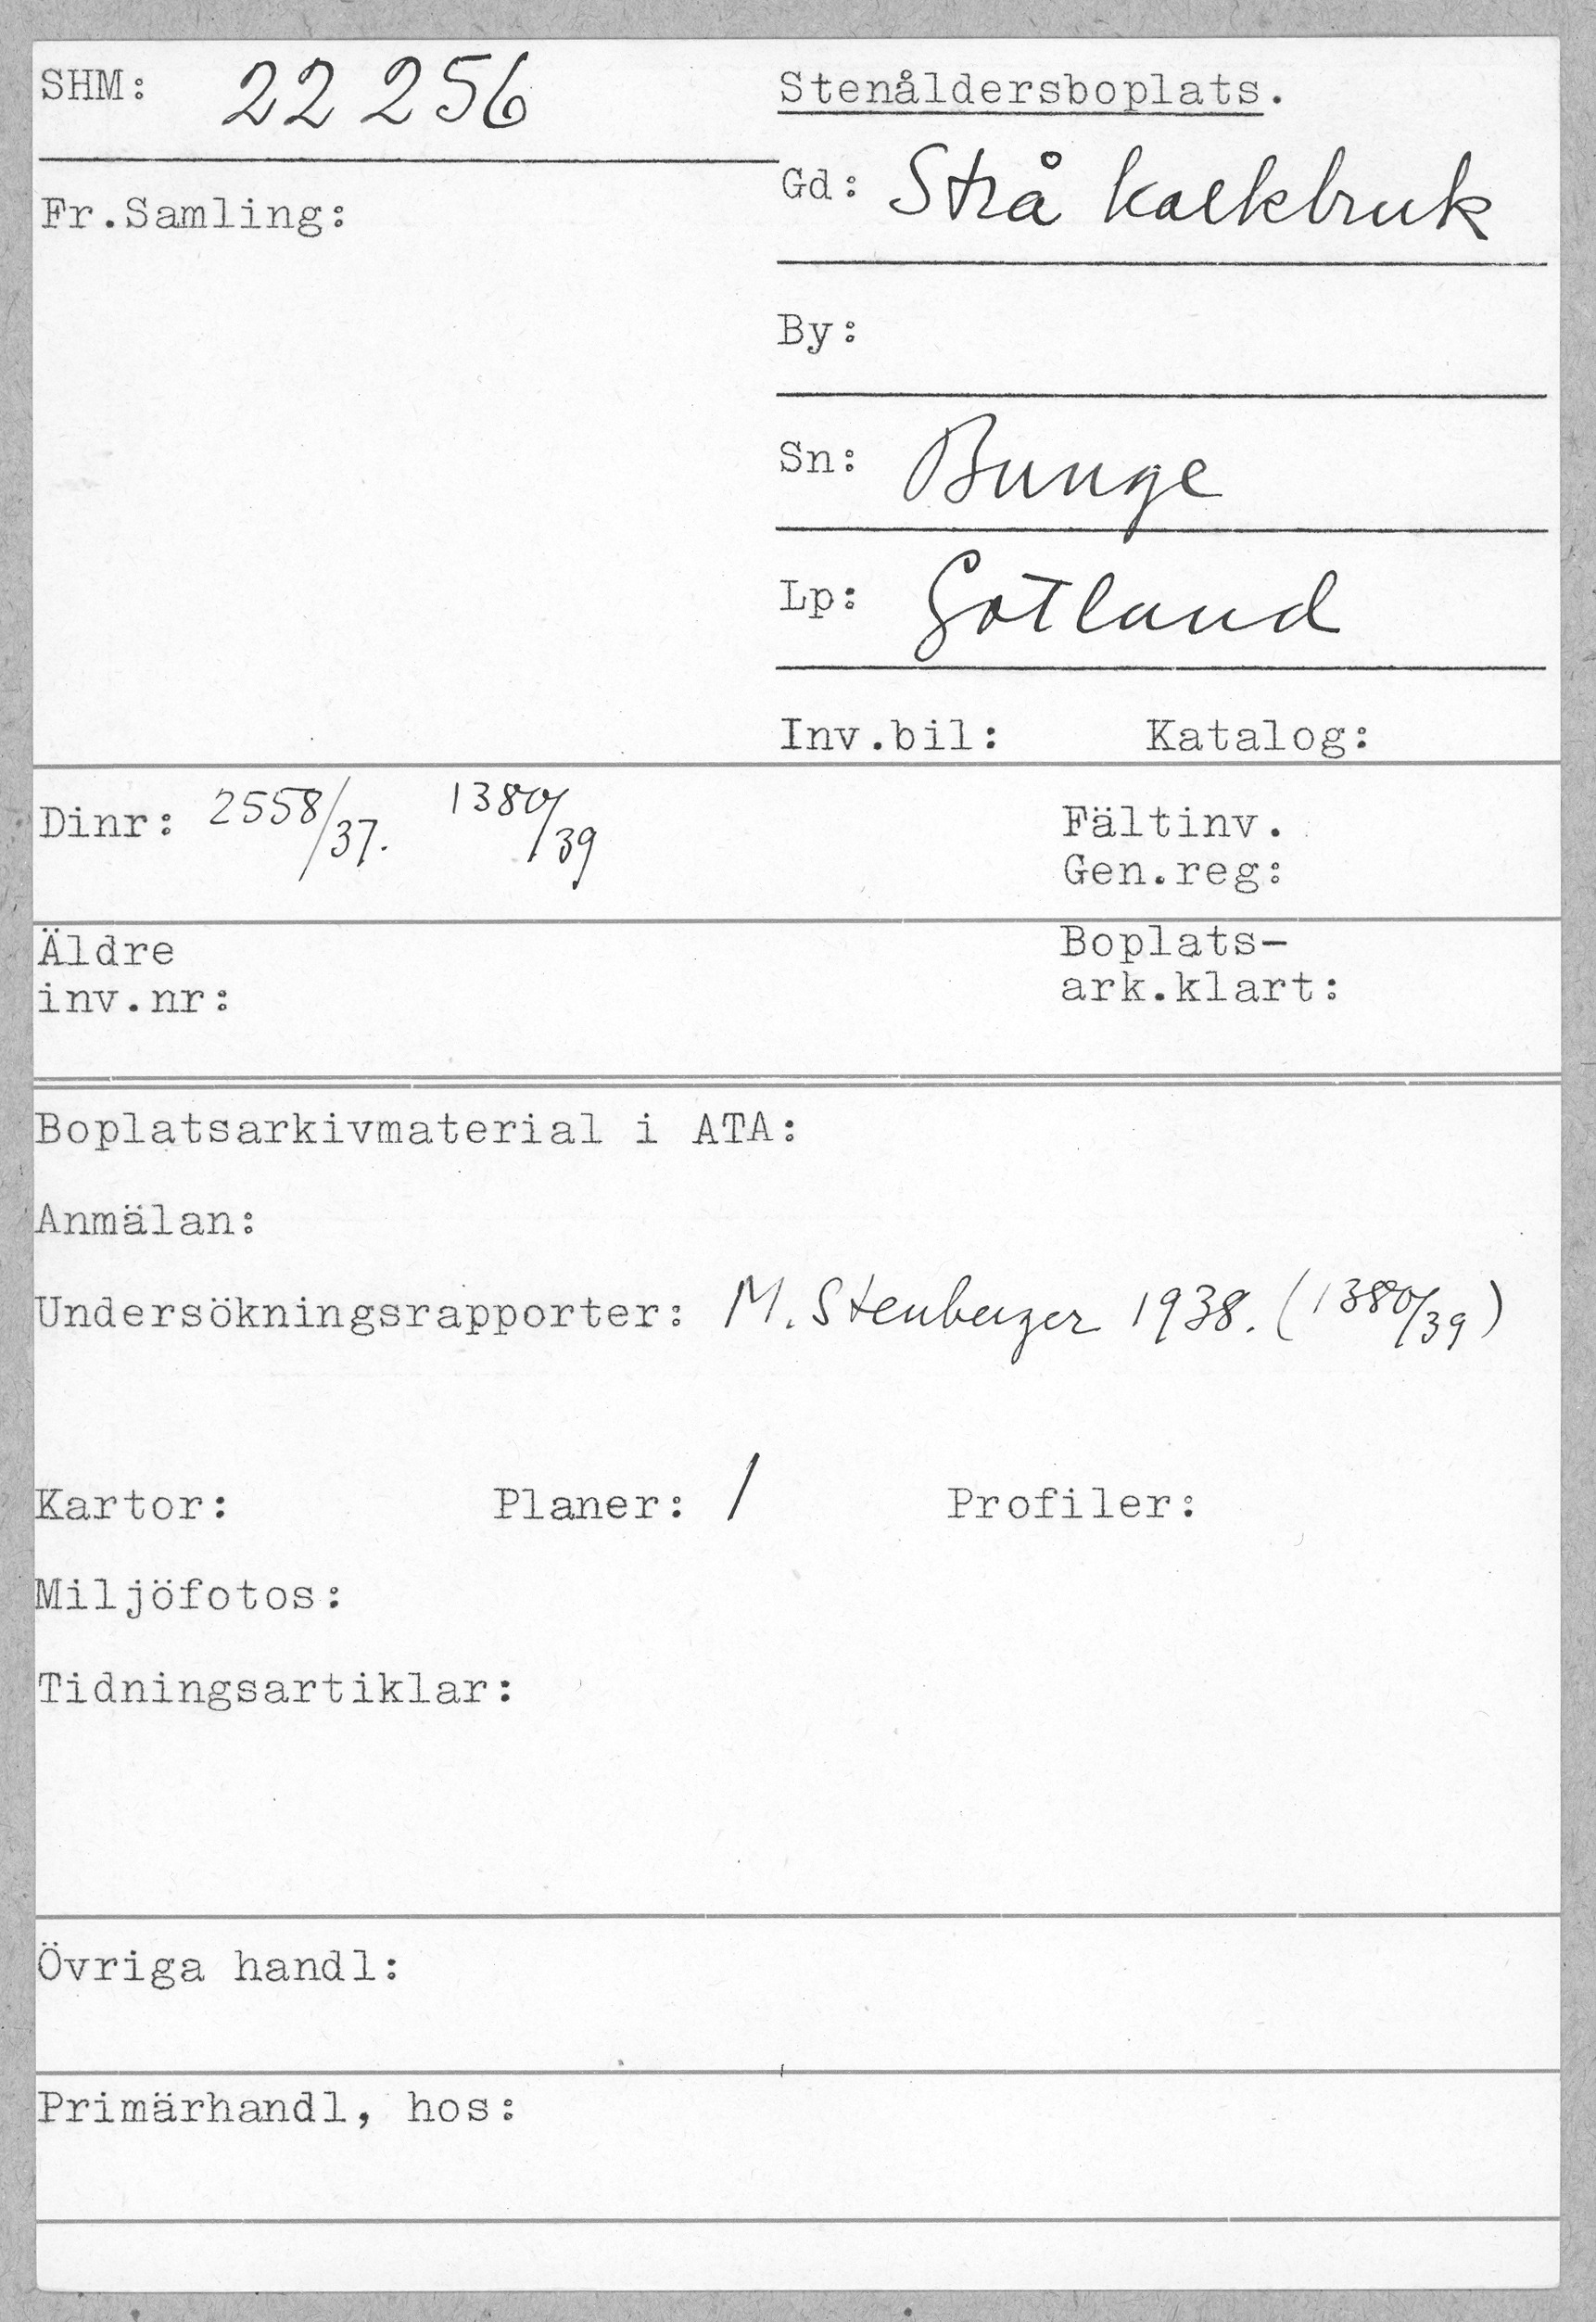 SHM: 22 256
Stenåldersboplats.
Gd: Strå kalkbruk
Fr.Samling:
By:
Sn: Bunge
Lp: Gotland
Inv.bil: Katalog:
Dinr: 2558/37. 1380/39
Fältinv.
Gen.reg:
Äldre
inv.nr:
Boplats-
ark.klart:
Boplatsarkivmaterial i ATA:
Anmälan:
Undersökningsrapporter: M. Stenberger 1938. (1380/39)
Kartor: Planer: 1 Profiler:
Miljöfotos:
Tidningsartiklar:
Övriga handl:
Primärhandl, hos: